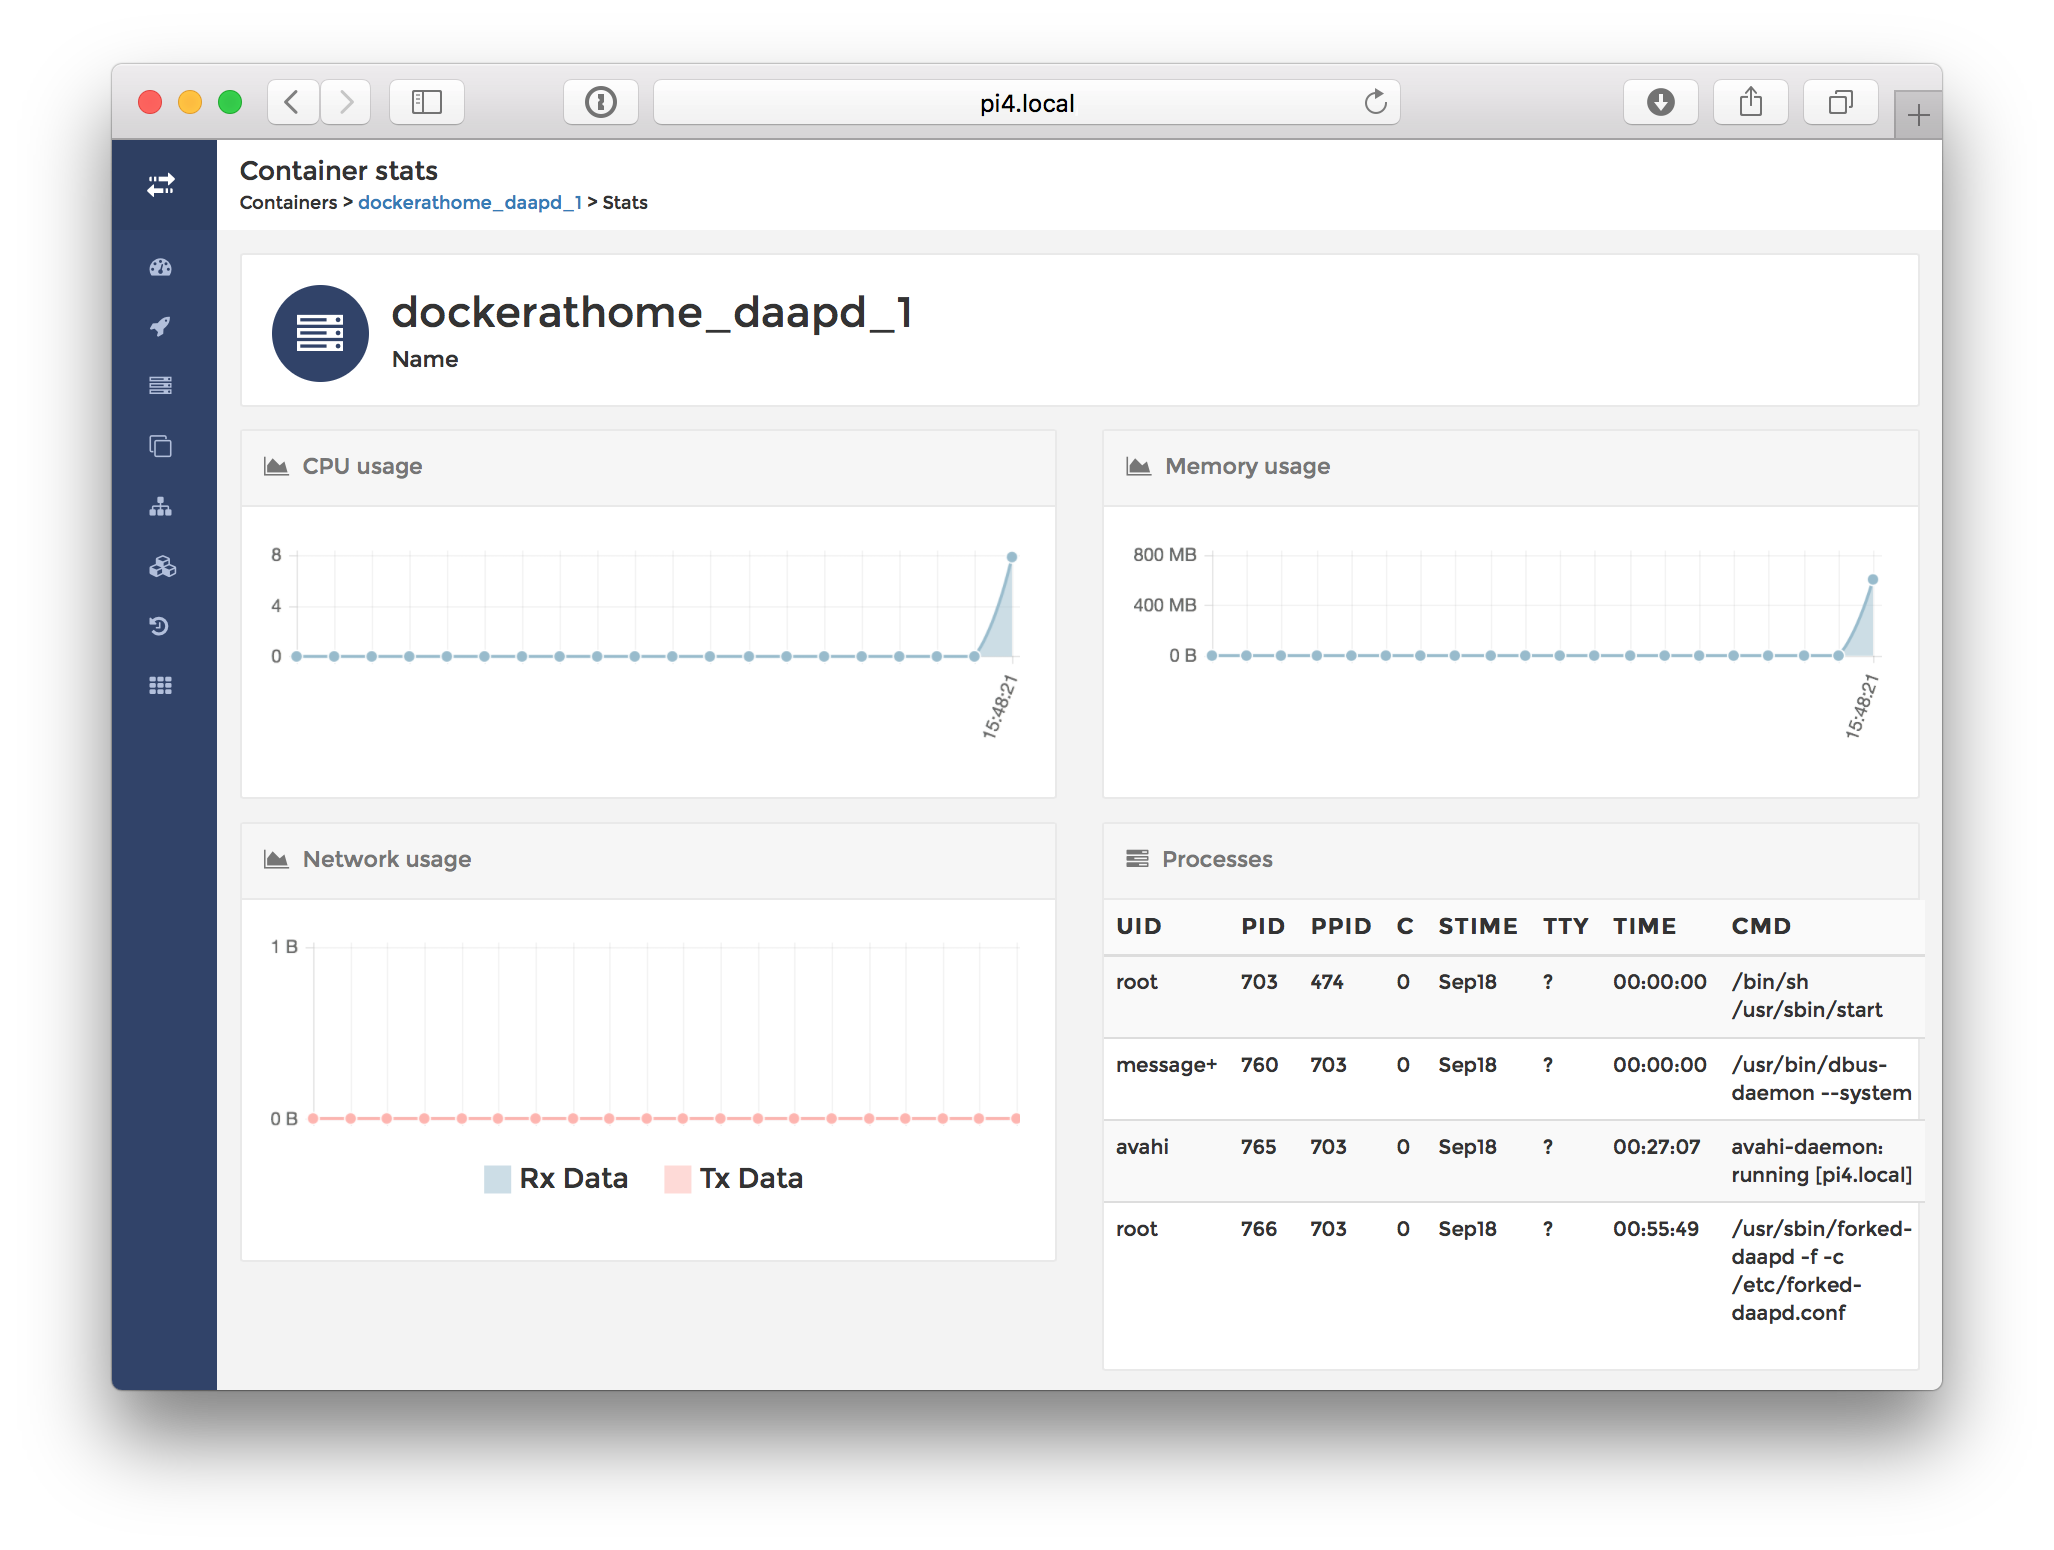 pi4.local
Container stats
Containers > dockerathome_daapd_1 > Stats
dockerathome_daapd_1
Name
CPU usage
8
4
0
15:48:21
Memory usage
800 MB
400 MB
0 B
15:48:21
Network usage
1 B
0 B
Rx Data Tx Data
Processes
UID PID PPID C STIME TTY TIME CMD
root 703 474 0 Sep18 ? 00:00:00 /bin/sh
/usr/sbin/start
message+ 760 703 0 Sep18 ? 00:00:00 /usr/bin/dbus-
daemon --system
avahi 765 703 0 Sep18 ? 00:27:07 avahi-daemon:
running [pi4.local]
root 766 703 0 Sep18 ? 00:55:49 /usr/sbin/forked-
daapd -f -c
/etc/forked-
daapd.conf